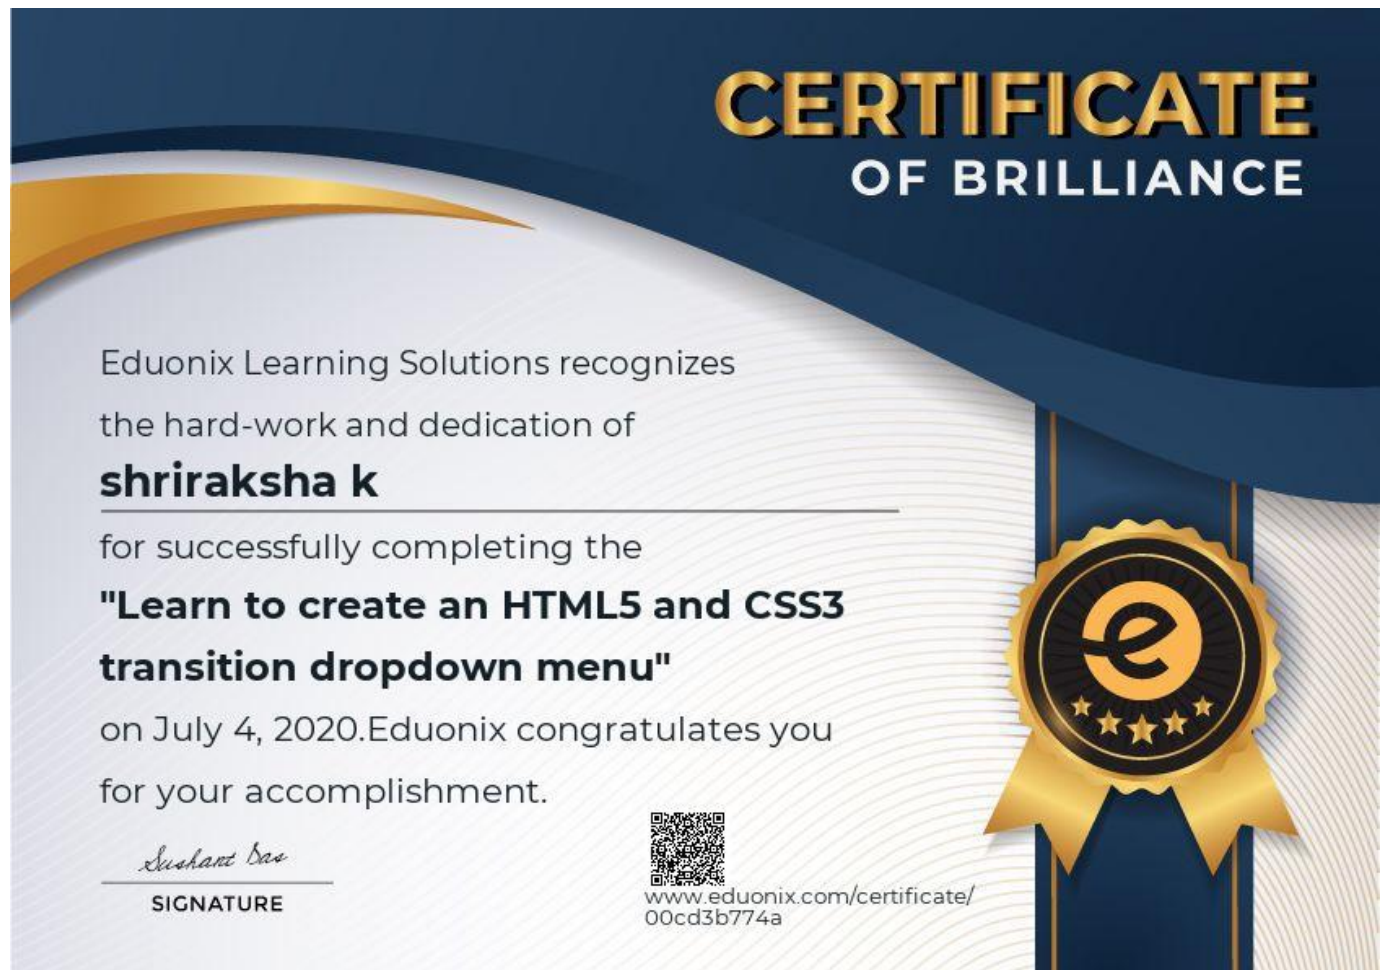 CERTIFICATE
OF BRILLIANCE
Eduonix Learning Solutions recognizes
the hard-work and dedication of
shriraksha k
for successfully completing the
"Learn to create an HTML5 and CSS3
transition dropdown menu"
on July 4, 2020.Eduonix congratulates you
for your accomplishment.
Sushant Das
SIGNATURE
www.eduonix.com/certificate/
00cd3b774a
e